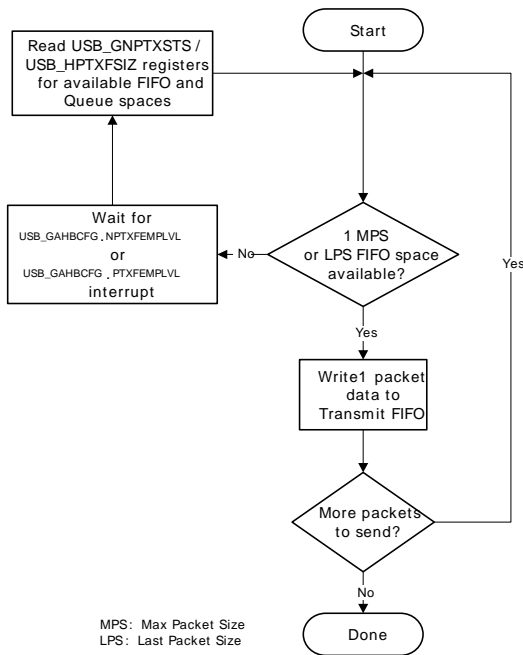 Start
Read USB_GNPTXSTS /
USB_HPTXFSIZ registers
for available FIFO and
Queue spaces
Wait for
USB_GAHBCFG.NPTXFEMPLVL
or
USB_GAHBCFG.PTXFEMPLVL
interrupt
No
1 MPS
or LPS FIFO space
available?
Yes
Yes
Write1 packet
data to
Transmit FIFO
More packets
to send?
No
MPS: Max Packet Size
LPS: Last Packet Size
Done